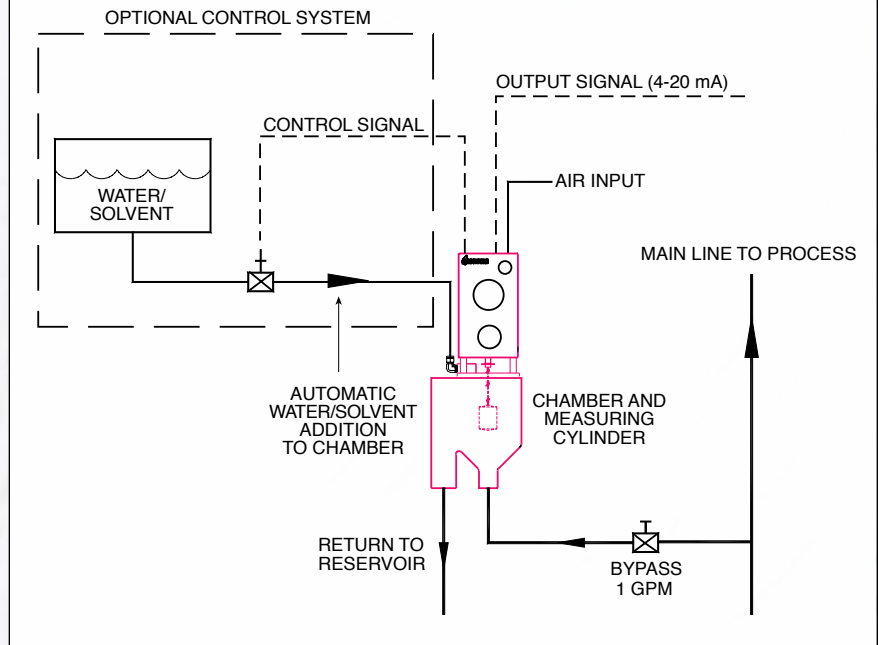 OPTIONAL CONTROL SYSTEM
OUTPUT SIGNAL (4-20 mA)
CONTROL SIGNAL
AIR INPUT
WATER/
SOLVENT
MAIN LINE TO PROCESS
AUTOMATIC
WATER/SOLVENT
ADDITION
TO CHAMBER
CHAMBER AND
MEASURING
CYLINDER
RETURN TO
RESERVOIR
BYPASS
1 GPM